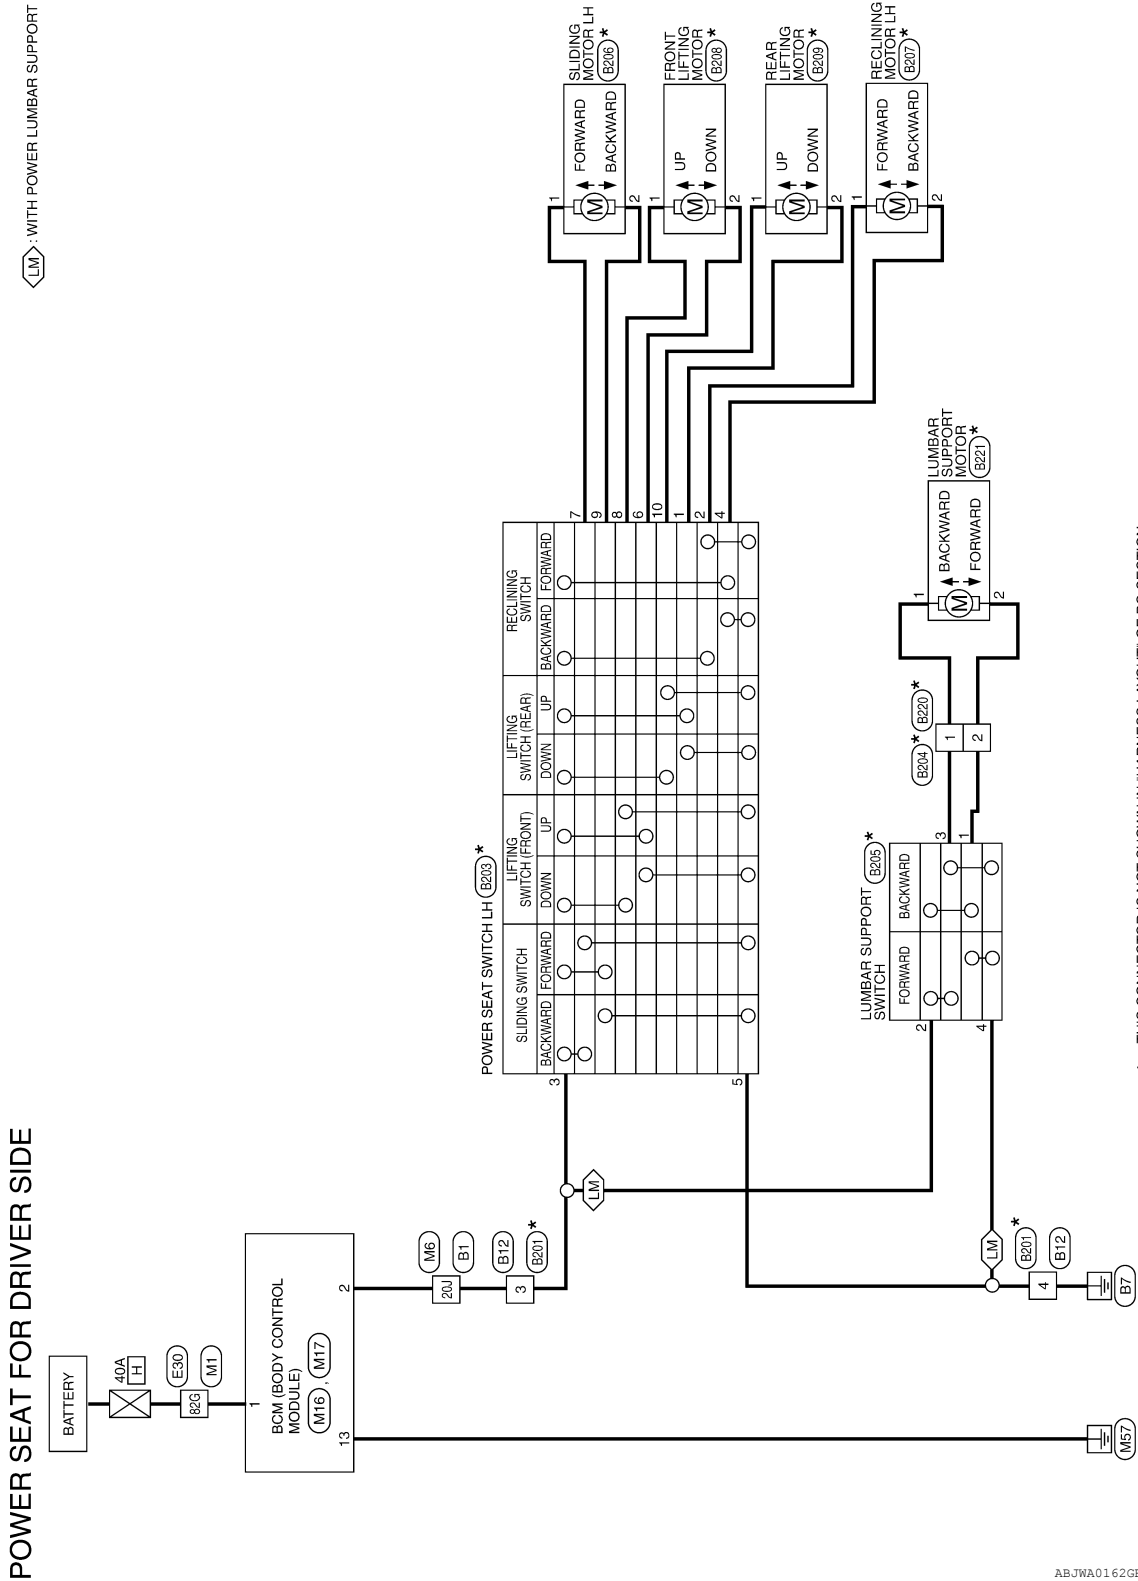 POWER SEAT FOR DRIVER SIDE
LM : WITH POWER LUMBAR SUPPORT
BATTERY
40A
H
82G
E30
M1
1
BCM (BODY CONTROL
MODULE)
M16 , M17
13
2
M57
20J
M6
B1
3
B12
B201 *
LM
POWER SEAT SWITCH LH B203 *
3
5
SLIDING SWITCH
BACKWARD
FORWARD
LIFTING
SWITCH (FRONT)
DOWN
UP
LIFTING
SWITCH (REAR)
DOWN
UP
RECLINING
SWITCH
BACKWARD
FORWARD
7
9
8
6
10
1
2
4
SLIDING
MOTOR LH
B206 *
FORWARD
BACKWARD
M
1
2
FRONT
LIFTING
MOTOR *
B208
UP
DOWN
M
1
2
REAR
LIFTING
MOTOR *
B209
UP
DOWN
M
1
2
RECLINING
MOTOR LH
B207 *
FORWARD
BACKWARD
M
1
2
LUMBAR SUPPORT
SWITCH
B205 *
FORWARD
BACKWARD
2
4
3
1
B204 *
B220 *
1
2
LUMBAR
SUPPORT
MOTOR *
B221
BACKWARD
FORWARD
M
1
2
LM
4
B201 *
B12
B7
ABJWA0162GE